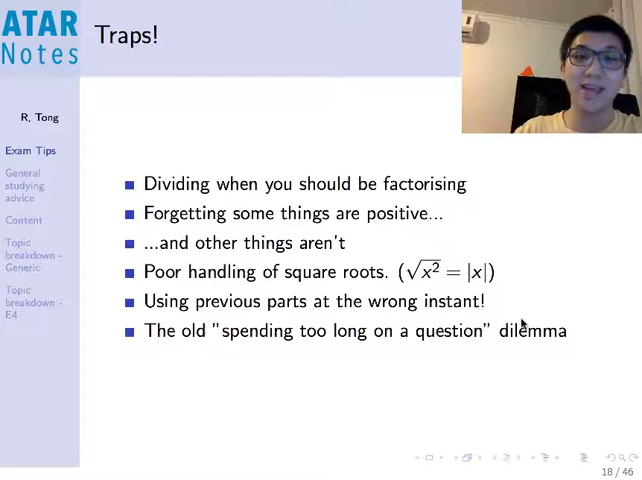 ATAR
Notes
Traps!
R, Tong
Exam Tips
General
studying
advice
Content
Topic
breakdown -
Generic
Topic
breakdown -
E4
Dividing when you should be factorising
Forgetting some things are positive...
...and other things aren't
Poor handling of square roots. (√x² = |x|)
Using previous parts at the wrong instant!
The old "spending too long on a question" dilemma
18 / 46